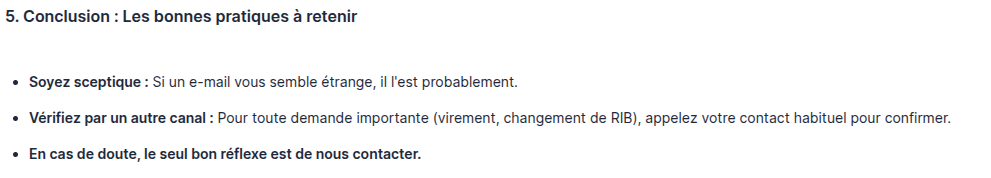 5. Conclusion : Les bonnes pratiques à retenir
• Soyez sceptique : Si un e-mail vous semble étrange, il l'est probablement.
• Vérifiez par un autre canal : Pour toute demande importante (virement, changement de RIB), appelez votre contact habituel pour confirmer.
• En cas de doute, le seul bon réflexe est de nous contacter.